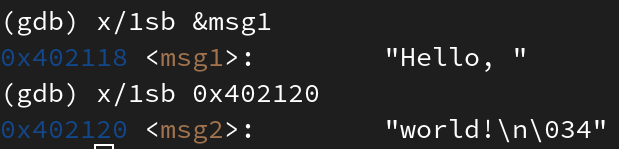 (gdb) x/1sb &msg1
0x402118 <msg1>:        "Hello, "
(gdb) x/1sb 0x402120
0x402120 <msg2>:        "world!\n\034"